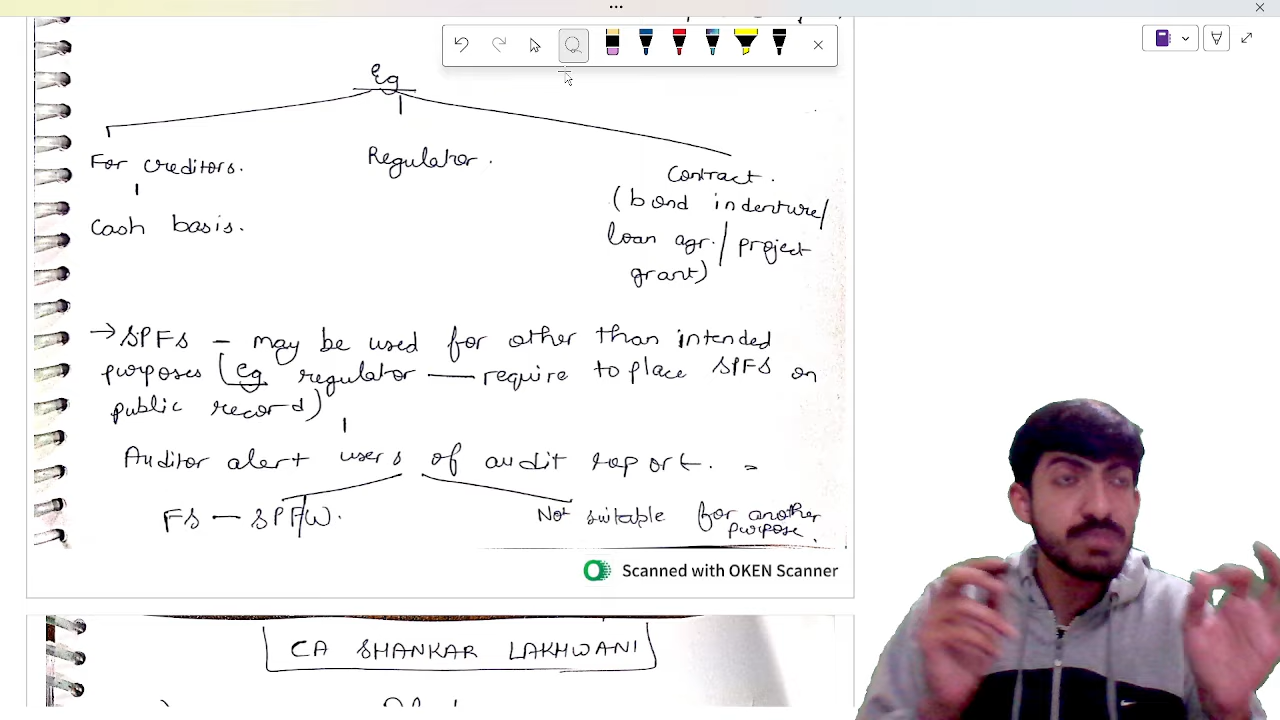 Eg
For creditors.
Regulator.
Contract.
(bond indenture/
loan agr./project
grant)
Cash basis.
→ SPFS — may be used for other than intended
purposes (eg regulator — require to place SPFS on
public record)
Auditor alert users of audit report.
FS — SPFW.
Not suitable for another
purpose.
Scanned with OKEN Scanner
CA SHANKAR LAKHWANI